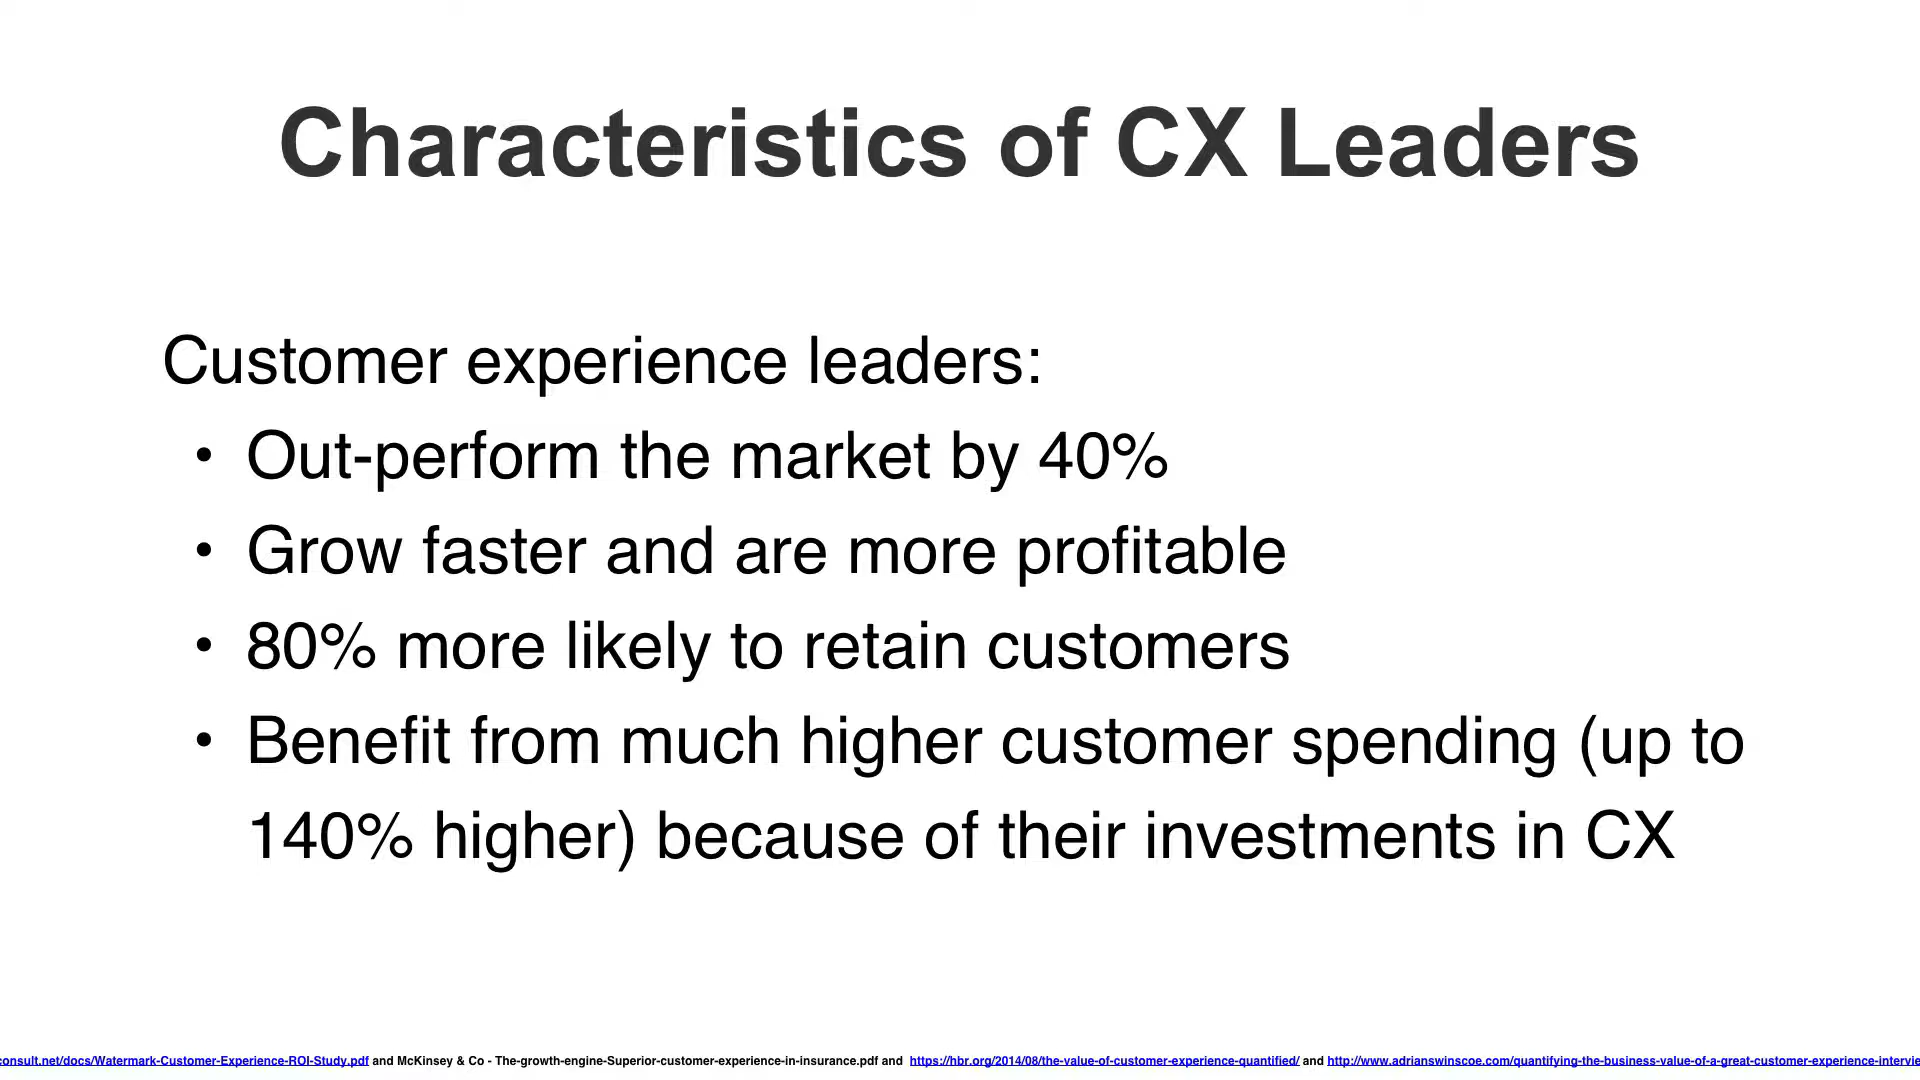 Characteristics of CX Leaders
Customer experience leaders:
• Out-perform the market by 40%
• Grow faster and are more profitable
• 80% more likely to retain customers
• Benefit from much higher customer spending (up to
140% higher) because of their investments in CX
consult.net/docs/Watermark-Customer-Experience-ROI-Study.pdf and McKinsey & Co - The-growth-engine-Superior-customer-experience-in-insurance.pdf and https://hbr.org/2014/08/the-value-of-customer-experience-quantified/ and http://www.adrianswinscoe.com/quantifying-the-business-value-of-a-great-customer-experience-intervie